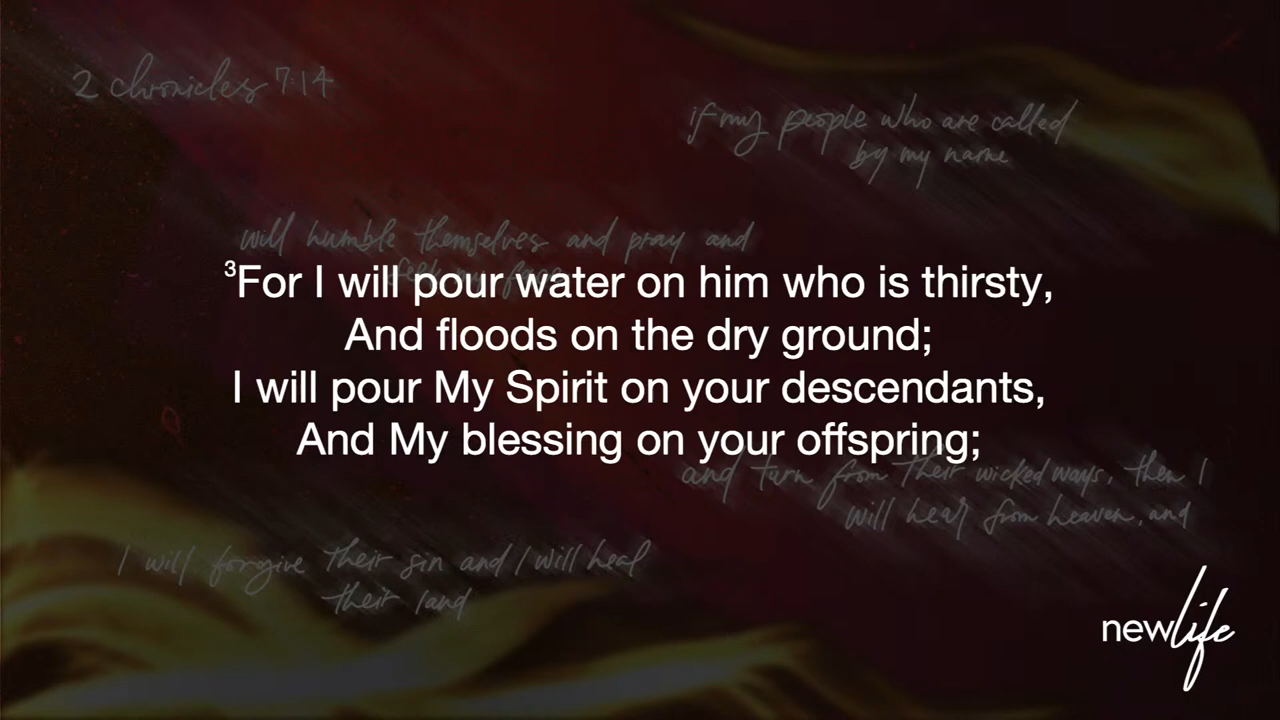 2 chronicles 7:14
if my people who are called
by my name
will humble themselves and pray and
seek my face
³For I will pour water on him who is thirsty,
And floods on the dry ground;
I will pour My Spirit on your descendants,
And My blessing on your offspring;
and turn from their wicked ways, then I
will hear from heaven, and
I will forgive their sin and I will heal
their land
newlife